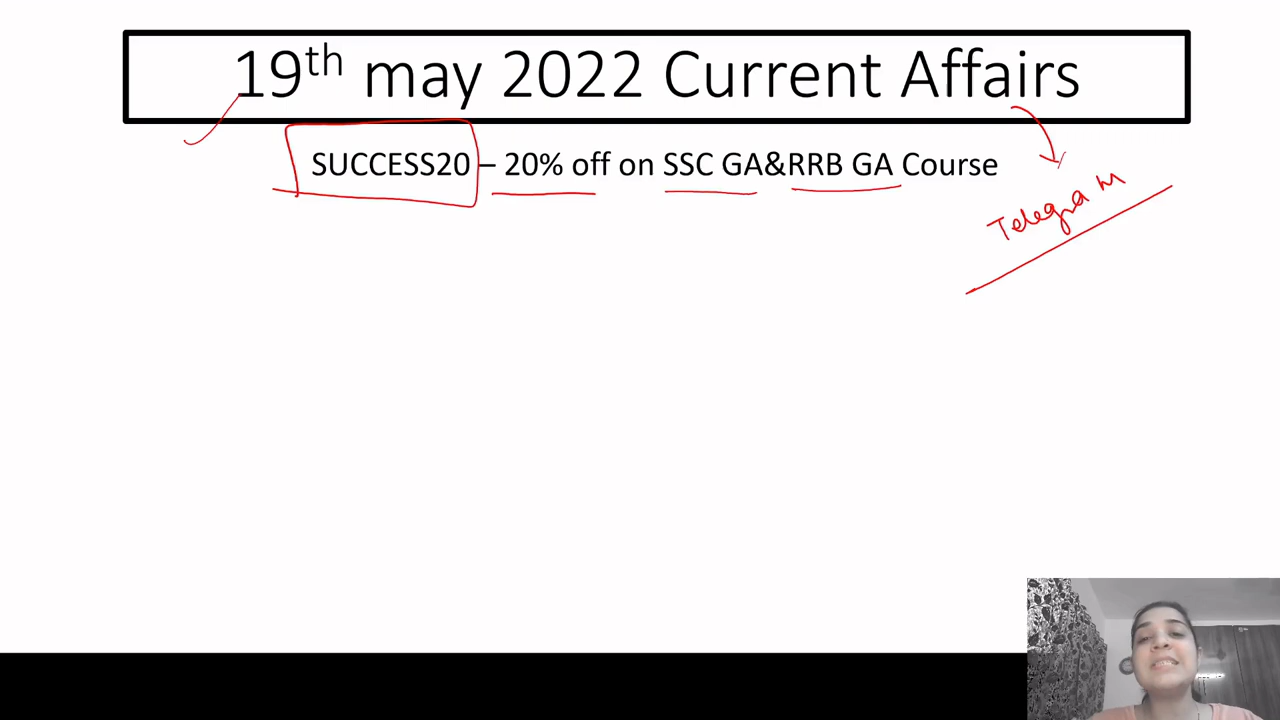 19th may 2022 Current Affairs
SUCCESS20 – 20% off on SSC GA&RRB GA Course
Telegram